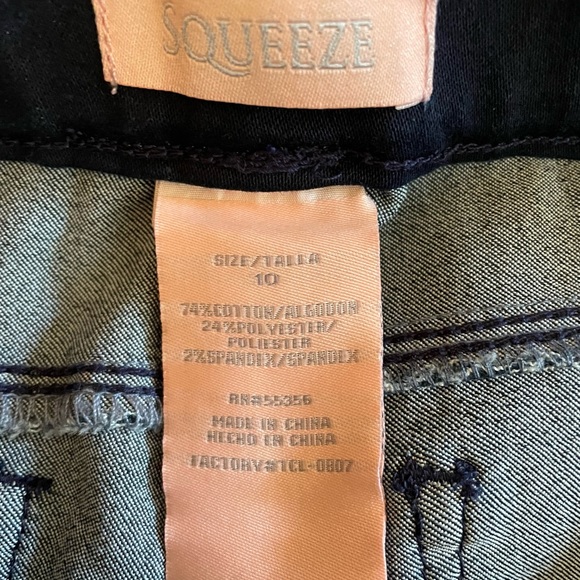 SQUEEZE
SIZE/TALLA
10
74%COTTON/ALGODON
24%POLYESTER/
POLIESTER
2%SPANDEX/SPANDEX
RN#55356
MADE IN CHINA
HECHO EN CHINA
FACTORY#TCL-0807